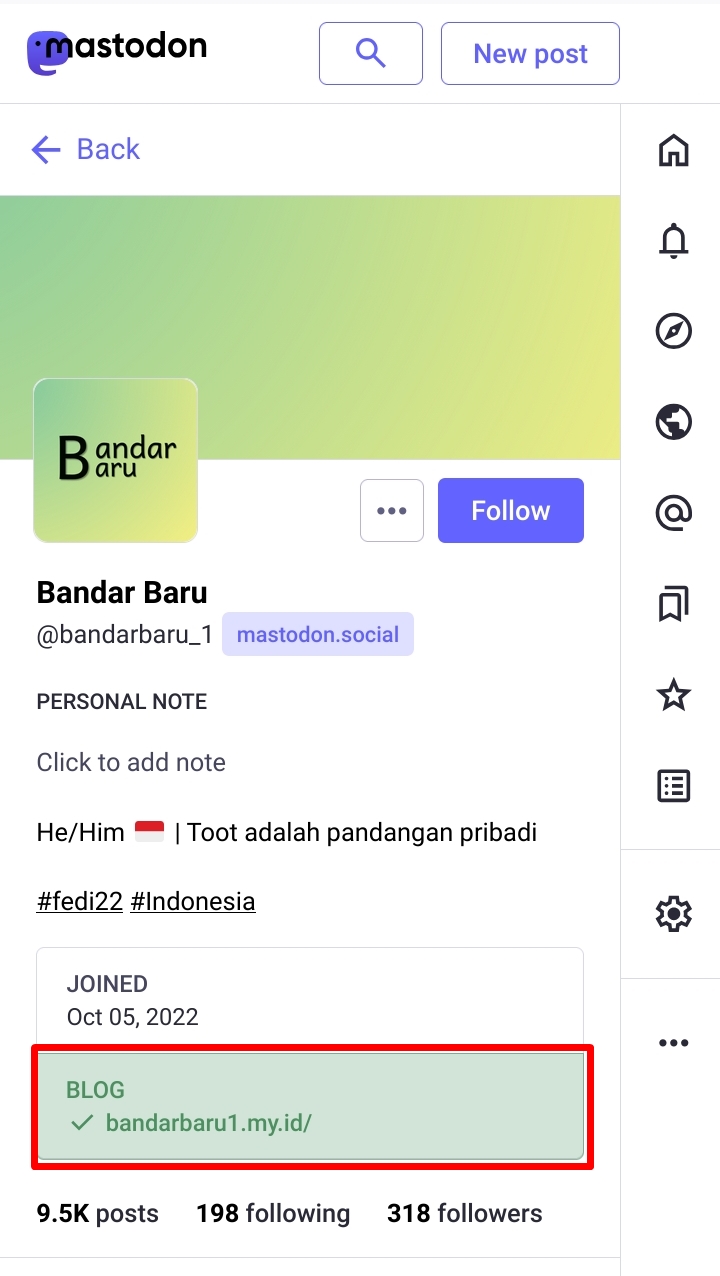 mastodon
New post
Back
Bandar
Baru
Follow
Bandar Baru
@bandarbaru_1 mastodon.social
PERSONAL NOTE
Click to add note
He/Him 🇮🇩 | Toot adalah pandangan pribadi
#fedi22 #Indonesia
JOINED
Oct 05, 2022
BLOG
✓ bandarbaru1.my.id/
9.5K posts 198 following 318 followers